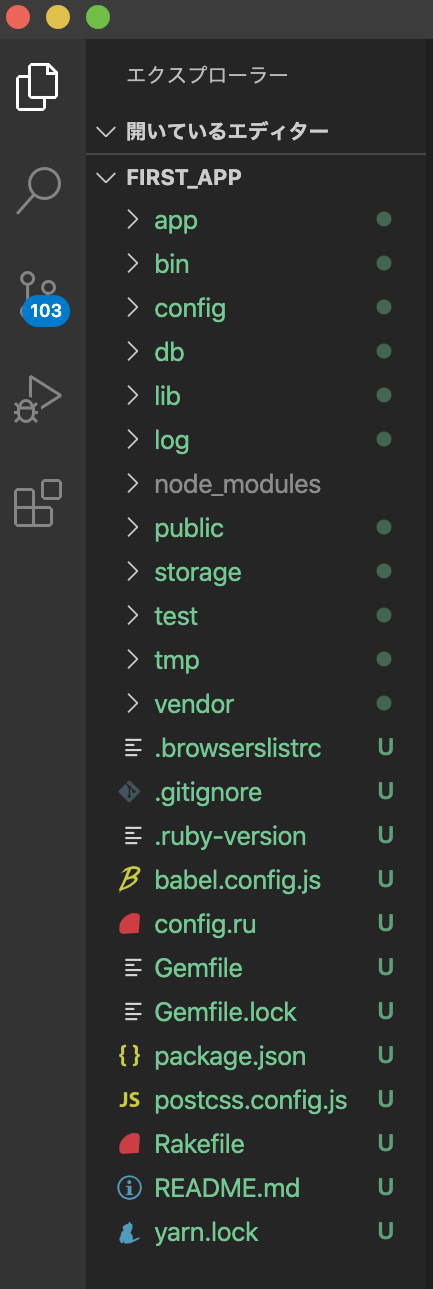 エクスプローラー
開いているエディター
FIRST_APP
app
bin
103
config
db
lib
log
node_modules
public
storage
test
tmp
vendor
.browserslistrc U
.gitignore U
.ruby-version U
babel.config.js U
config.ru U
Gemfile U
Gemfile.lock U
{ } package.json U
JS postcss.config.js U
Rakefile U
README.md U
yarn.lock U